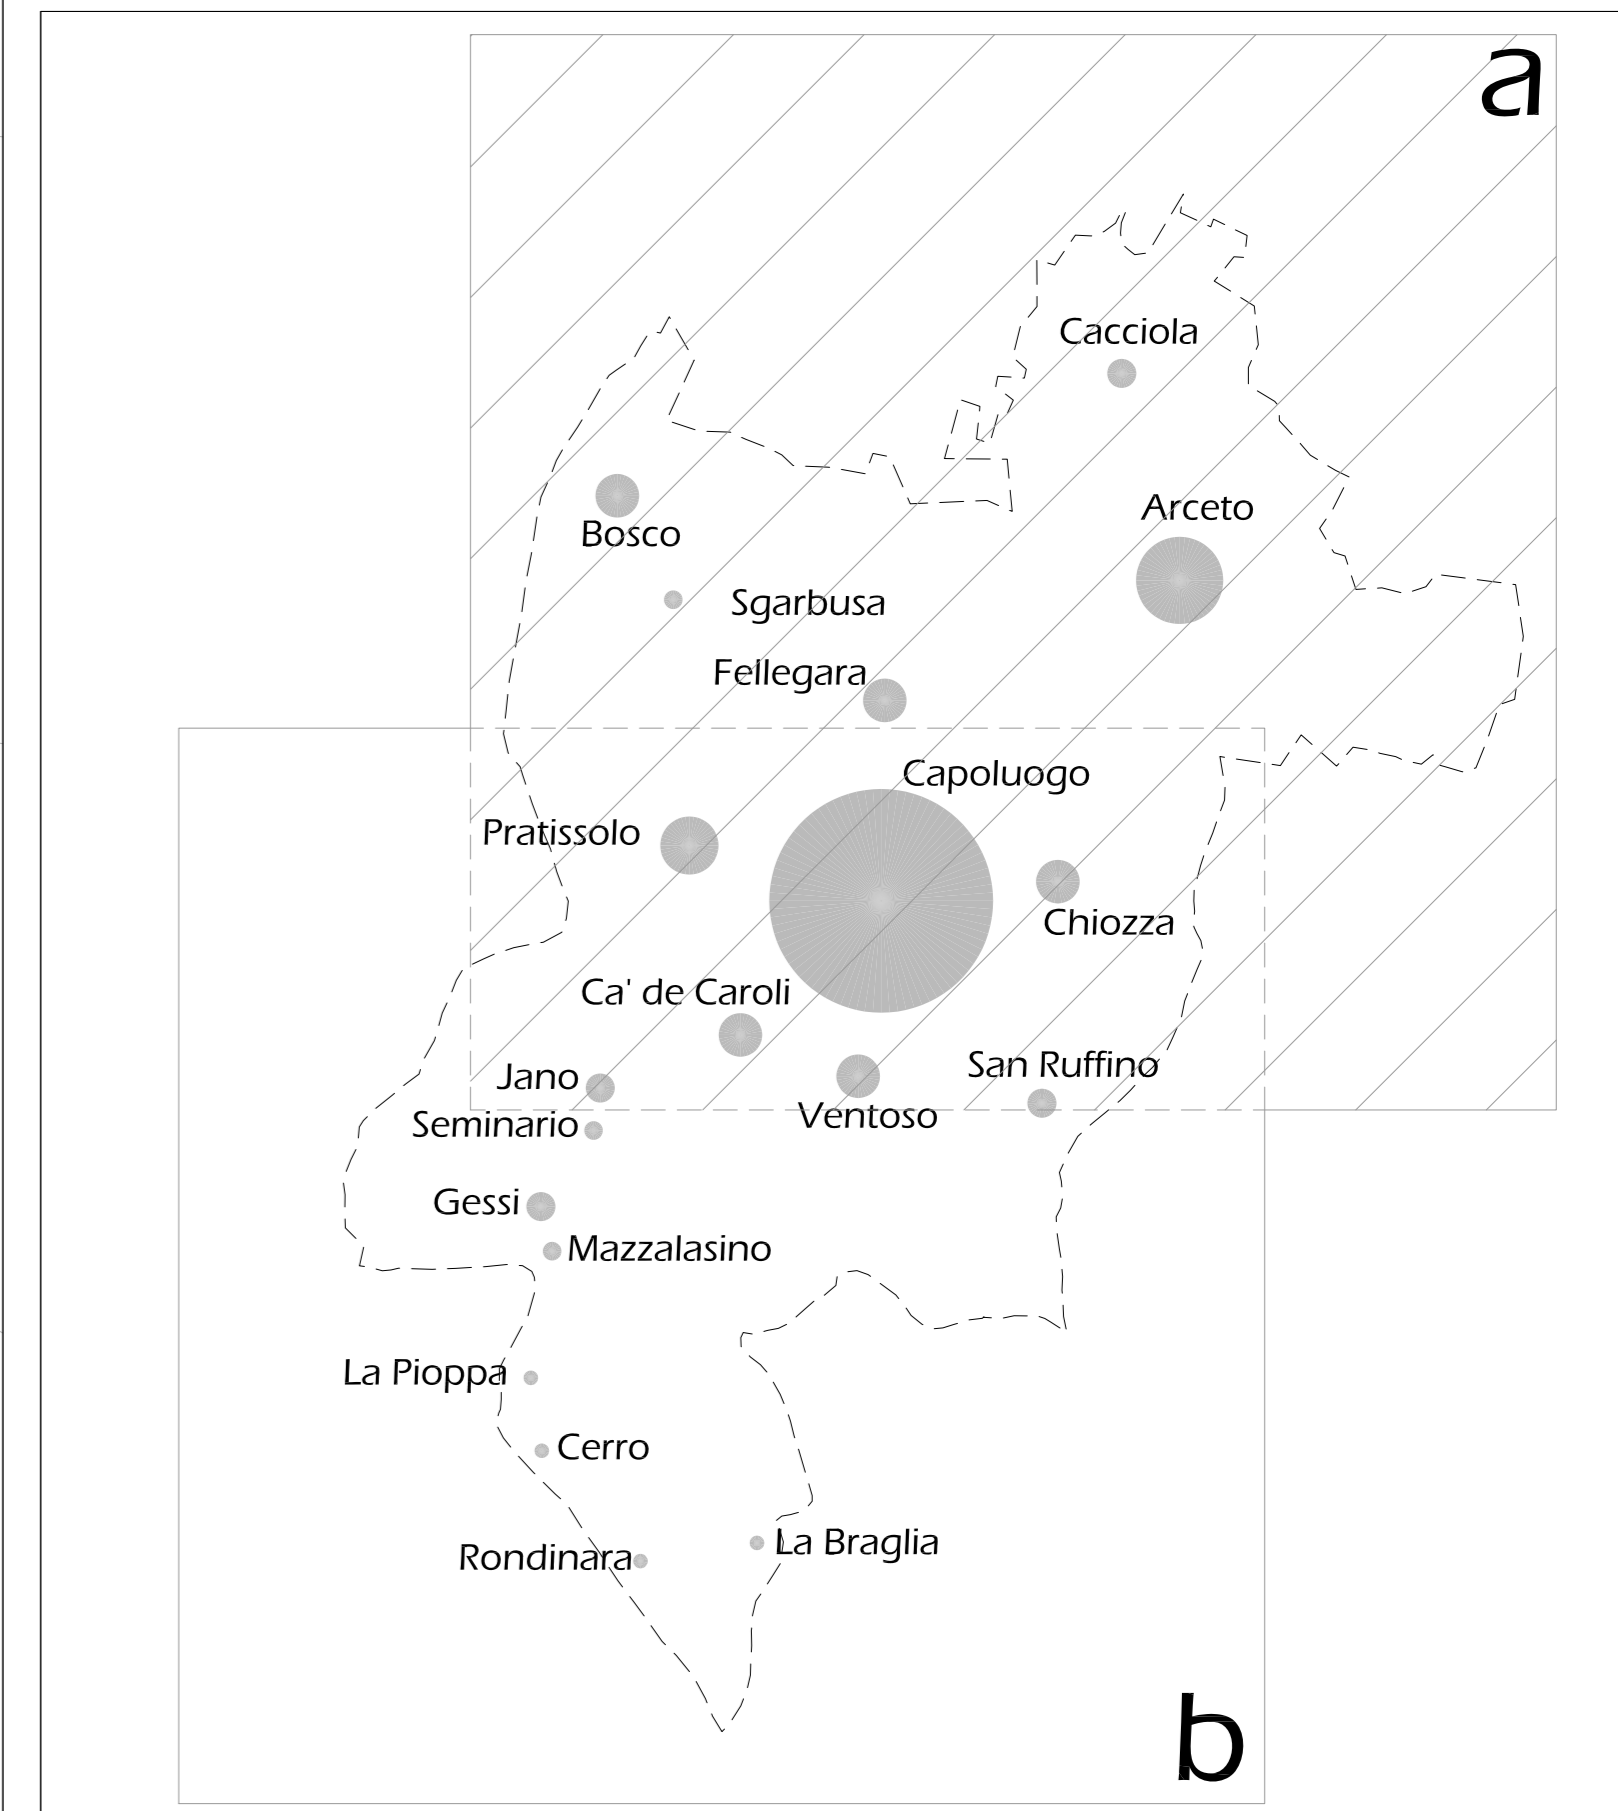 a
Cacciola
Arceto
Bosco
Sgarbusa
Fellegara
Capoluogo
Pratissolo
Chiozza
Ca' de Caroli
San Ruffino
Jano
Ventoso
Seminario
Gessi
Mazzalasino
La Pioppa
Cerro
La Braglia
Rondinara
b